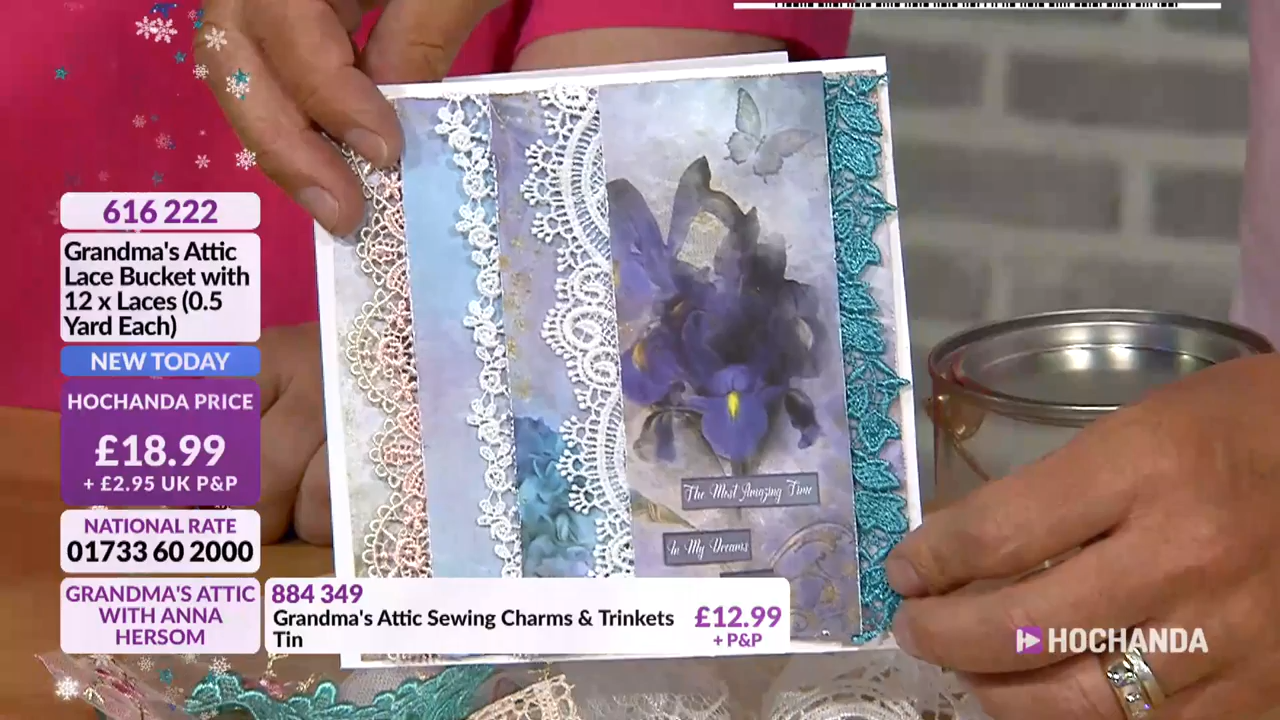 616 222
Grandma's Attic
Lace Bucket with
12 x Laces (0.5
Yard Each)
NEW TODAY
HOCHANDA PRICE
£18.99
+ £2.95 UK P&P
NATIONAL RATE
01733 60 2000
GRANDMA'S ATTIC
WITH ANNA
HERSOM
884 349
Grandma's Attic Sewing Charms & Trinkets
Tin
£12.99
+ P&P
The Most Amazing Time
In My Dreams
HOCHANDA